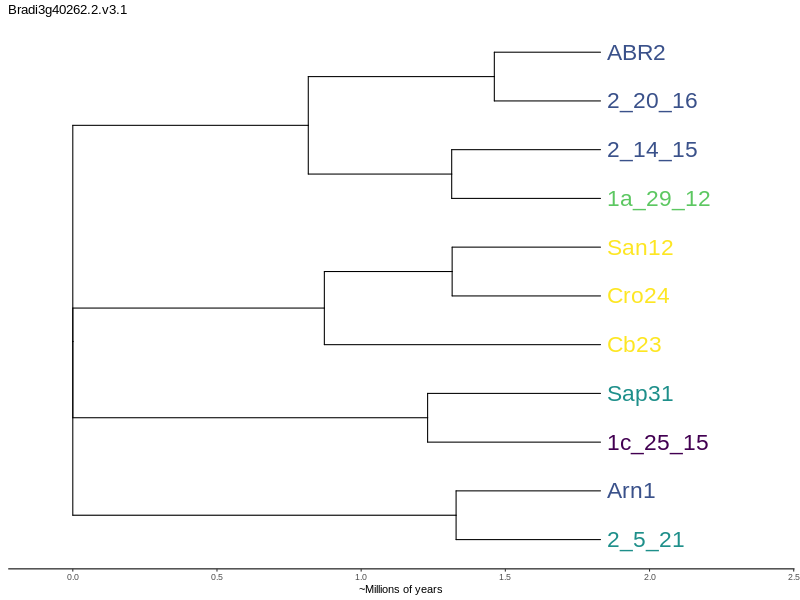 Bradi3g40262.2.v3.1
ABR2
2_20_16
2_14_15
1a_29_12
San12
Cro24
Cb23
Sap31
1c_25_15
Arn1
2_5_21
0.0 0.5 1.0 1.5 2.0 2.5
~Millions of years